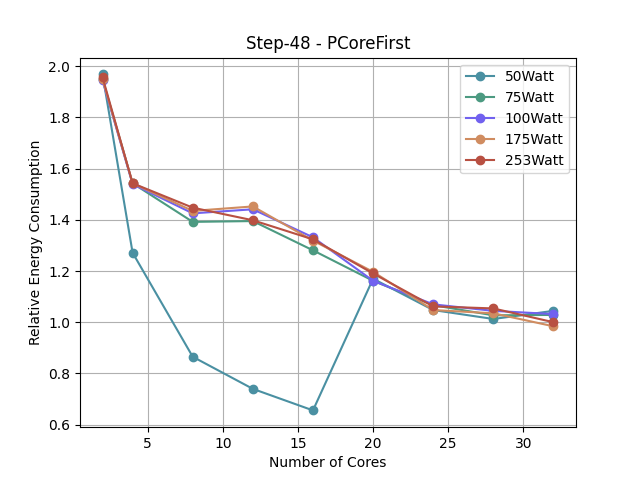 Step-48 - PCoreFirst
2.0
1.8
1.6
1.4
1.2
1.0
0.8
0.6
Relative Energy Consumption
50Watt
75Watt
100Watt
175Watt
253Watt
5
10
15
20
25
30
Number of Cores